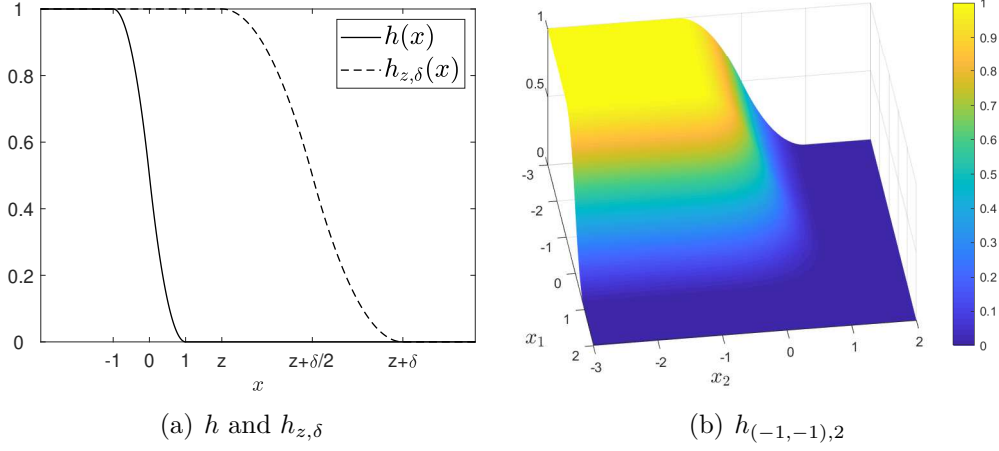 1
0.8
0.6
0.4
0.2
0
-1 0 1 z z+δ/2 z+δ
x
h(x)
h_{z,δ}(x)
(a) h and h_{z,δ}
1
0.5
0
-3
-2
-1
0
1
2
x_1
-3 -2 -1 0 1 2
x_2
1
0.9
0.8
0.7
0.6
0.5
0.4
0.3
0.2
0.1
0
(b) h_{(−1,−1),2}